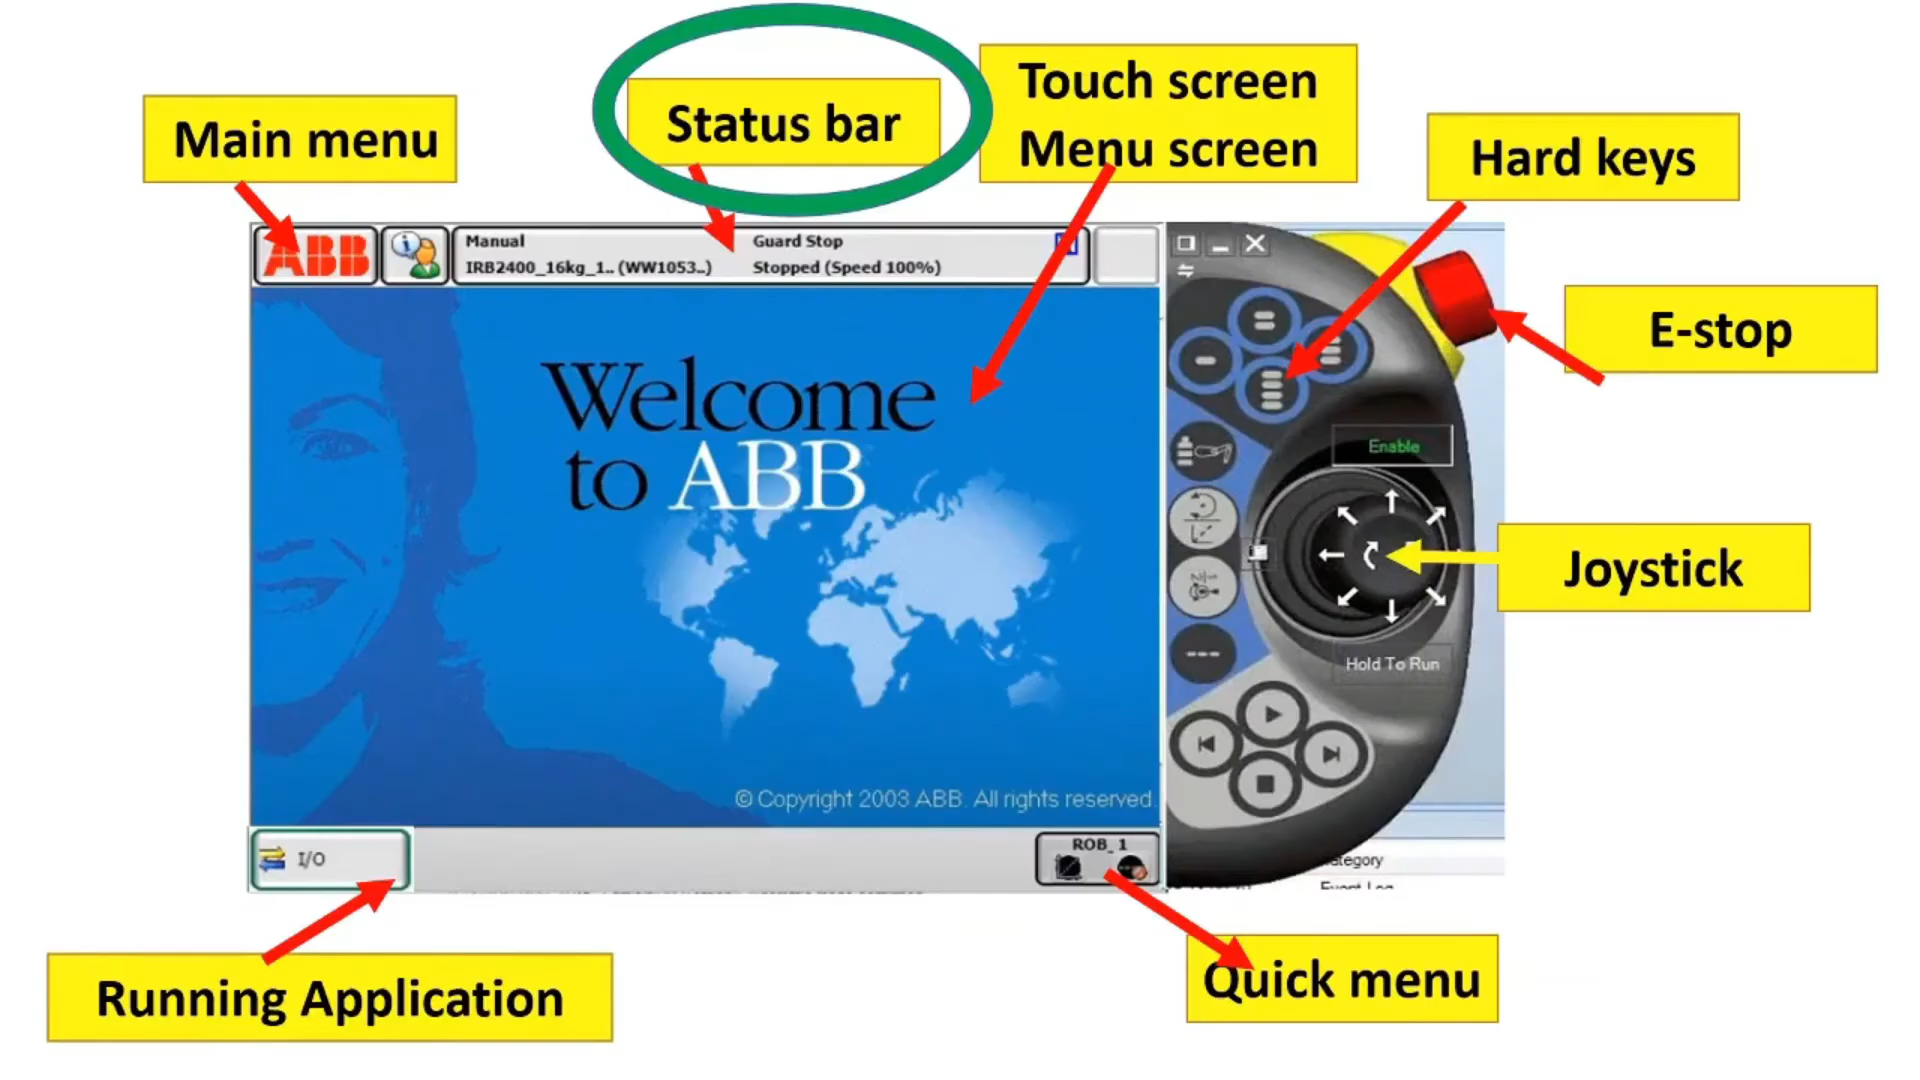 Main menu
Status bar
Touch screen
Menu screen
Hard keys
E-stop
ABB
Manual
Guard Stop
IRB2400_16kg_1.. (WW1053..)
Stopped (Speed 100%)
Welcome
to ABB
Enable
Joystick
Hold To Run
© Copyright 2003 ABB. All rights reserved.
I/O
ROB_1
Event Log
Running Application
Quick menu